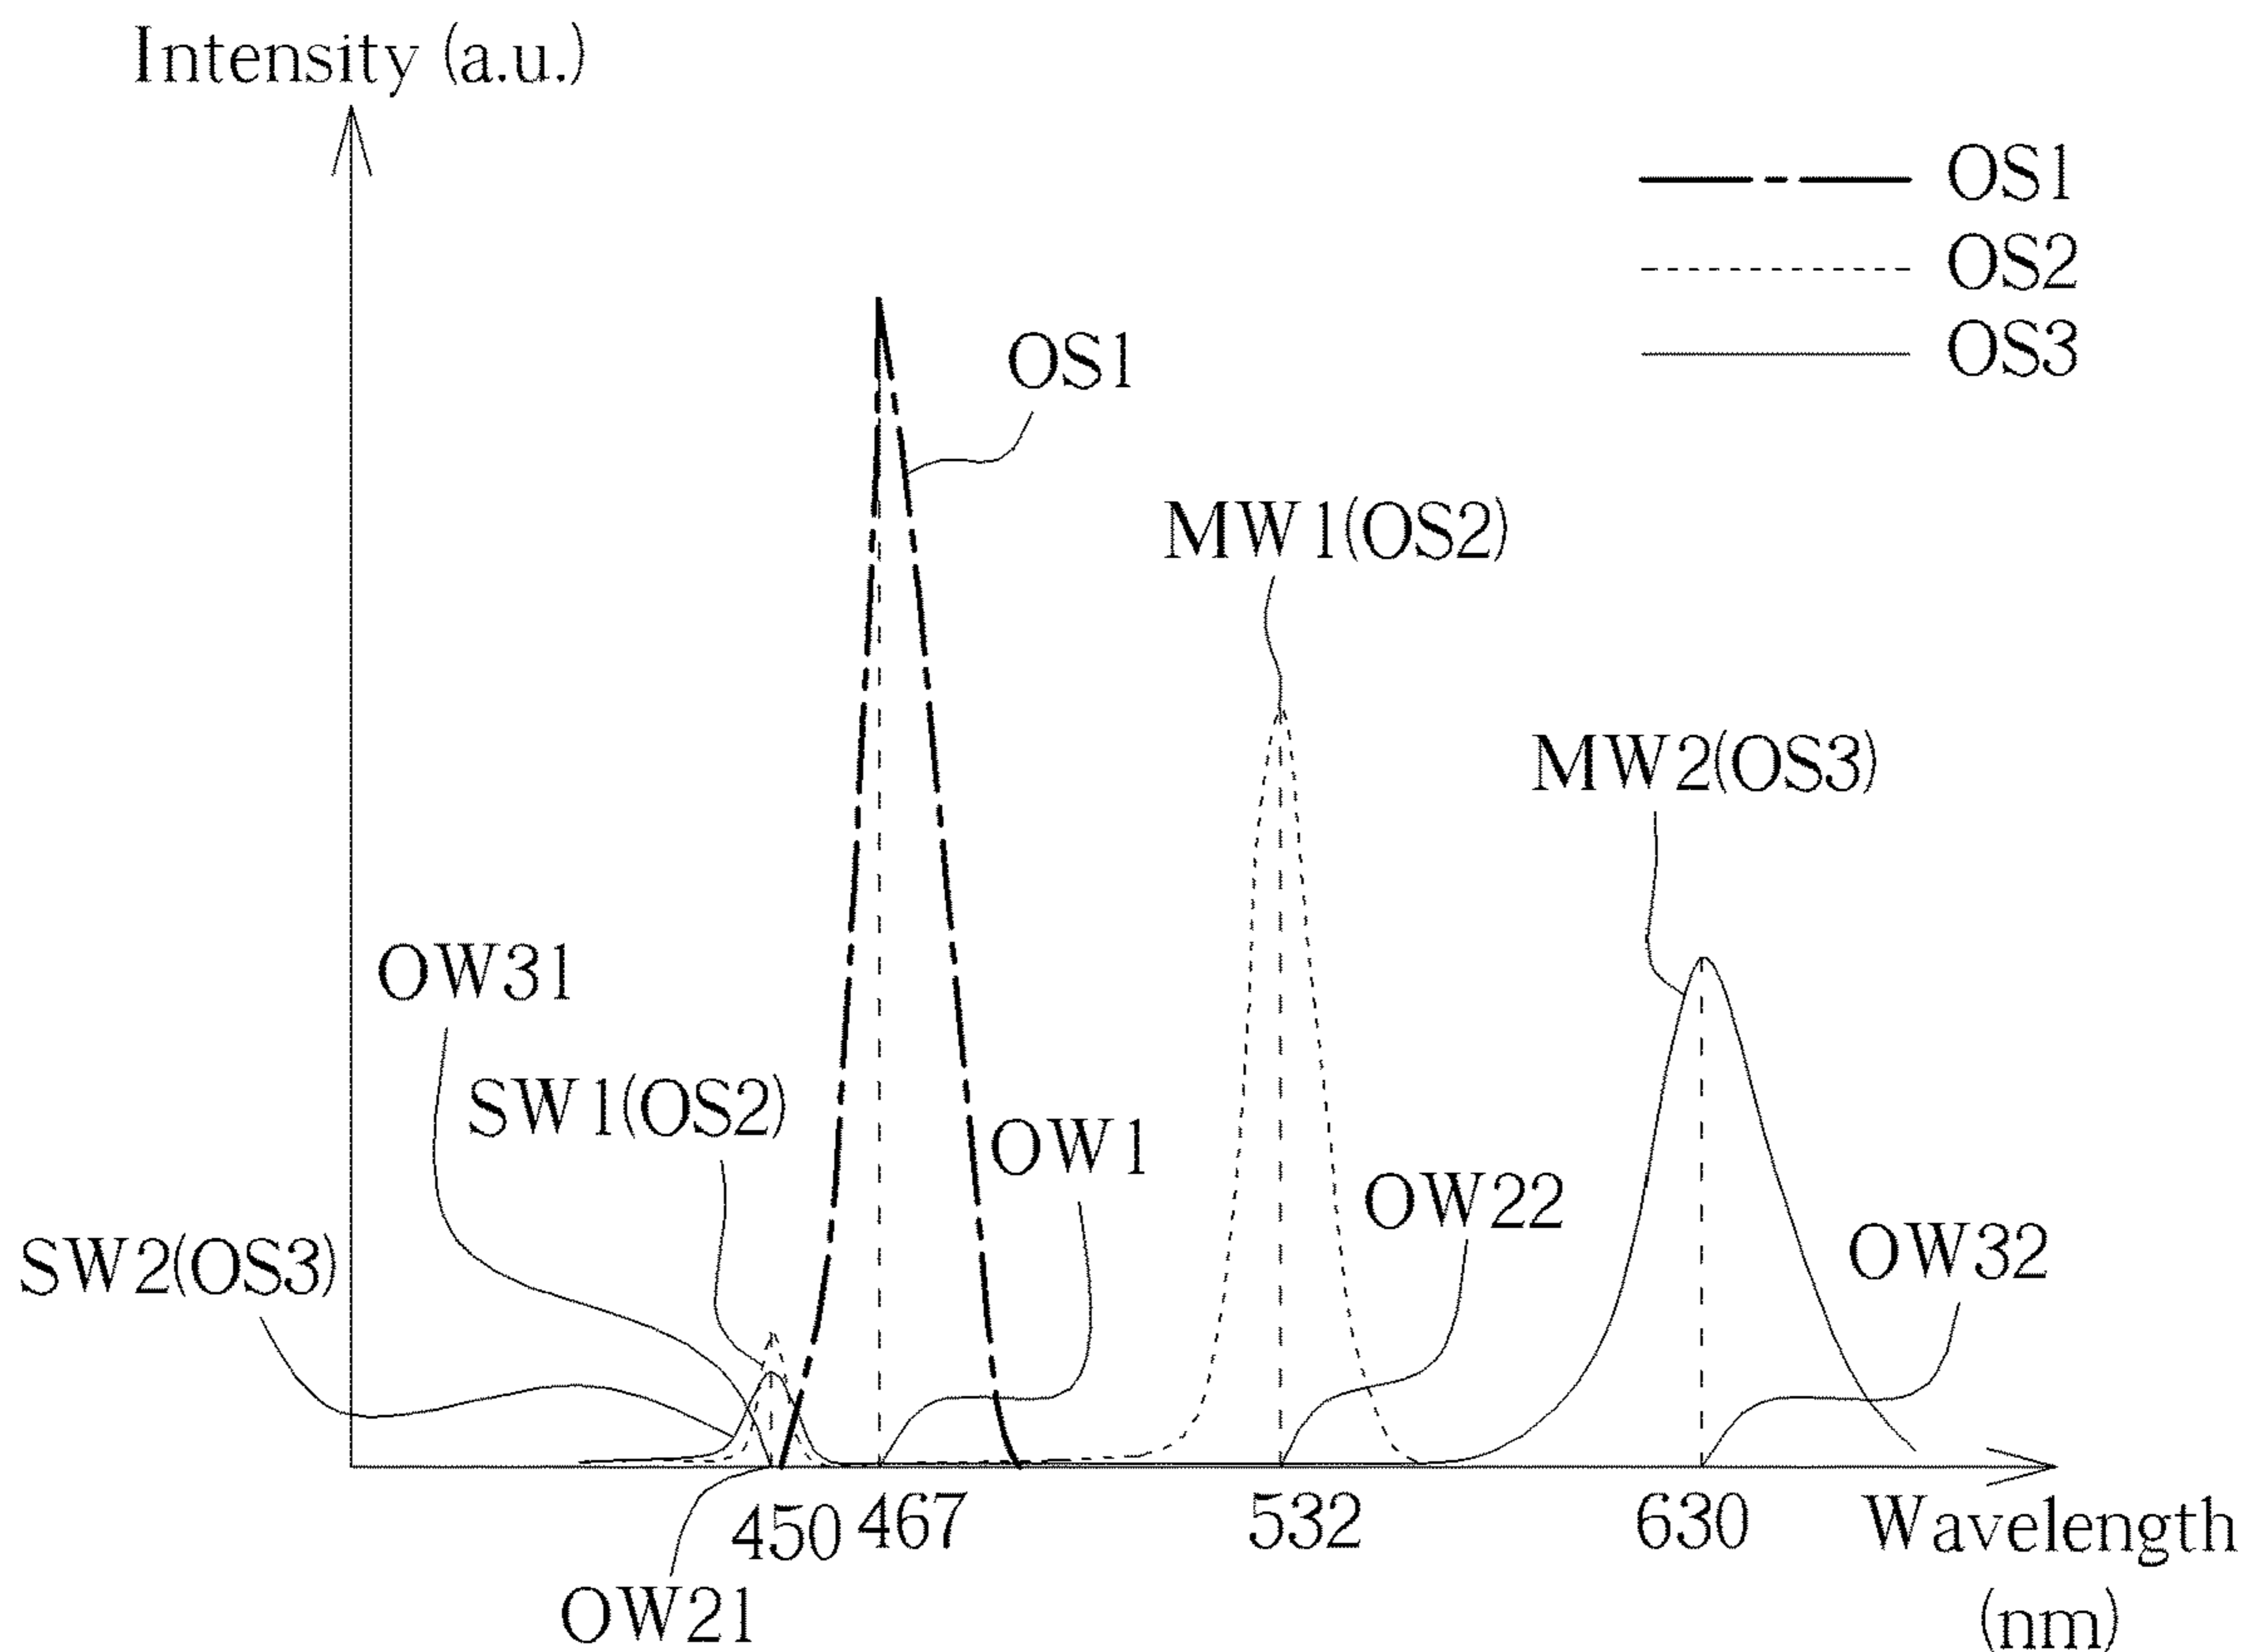 Intensity (a.u.)
OS1
OS2
OS3
OS1
MW1(OS2)
MW2(OS3)
OW31
SW1(OS2)
OW1
OW22
SW2(OS3)
OW32
450 467 532 630 Wavelength
(nm)
OW21